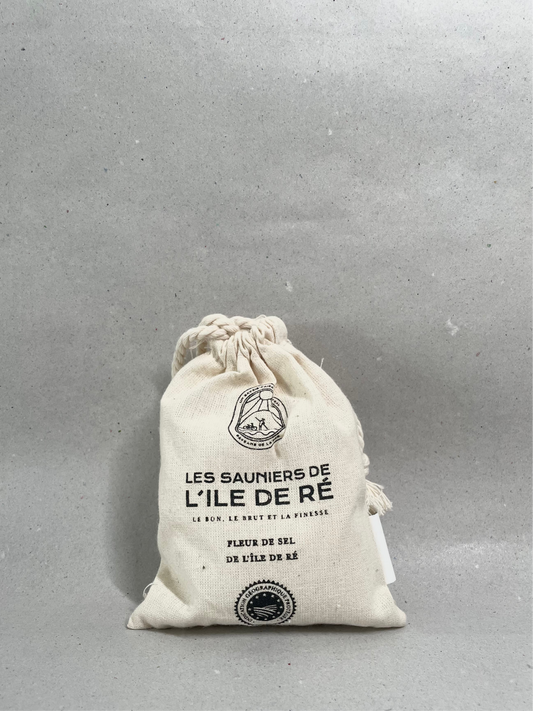 LES SAUNIERS DE
L'ILE DE RÉ
LE BON, LE BRUT ET LA FINESSE
FLEUR DE SEL
DE L'ÎLE DE RÉ
GÉOGRAPHIQUE